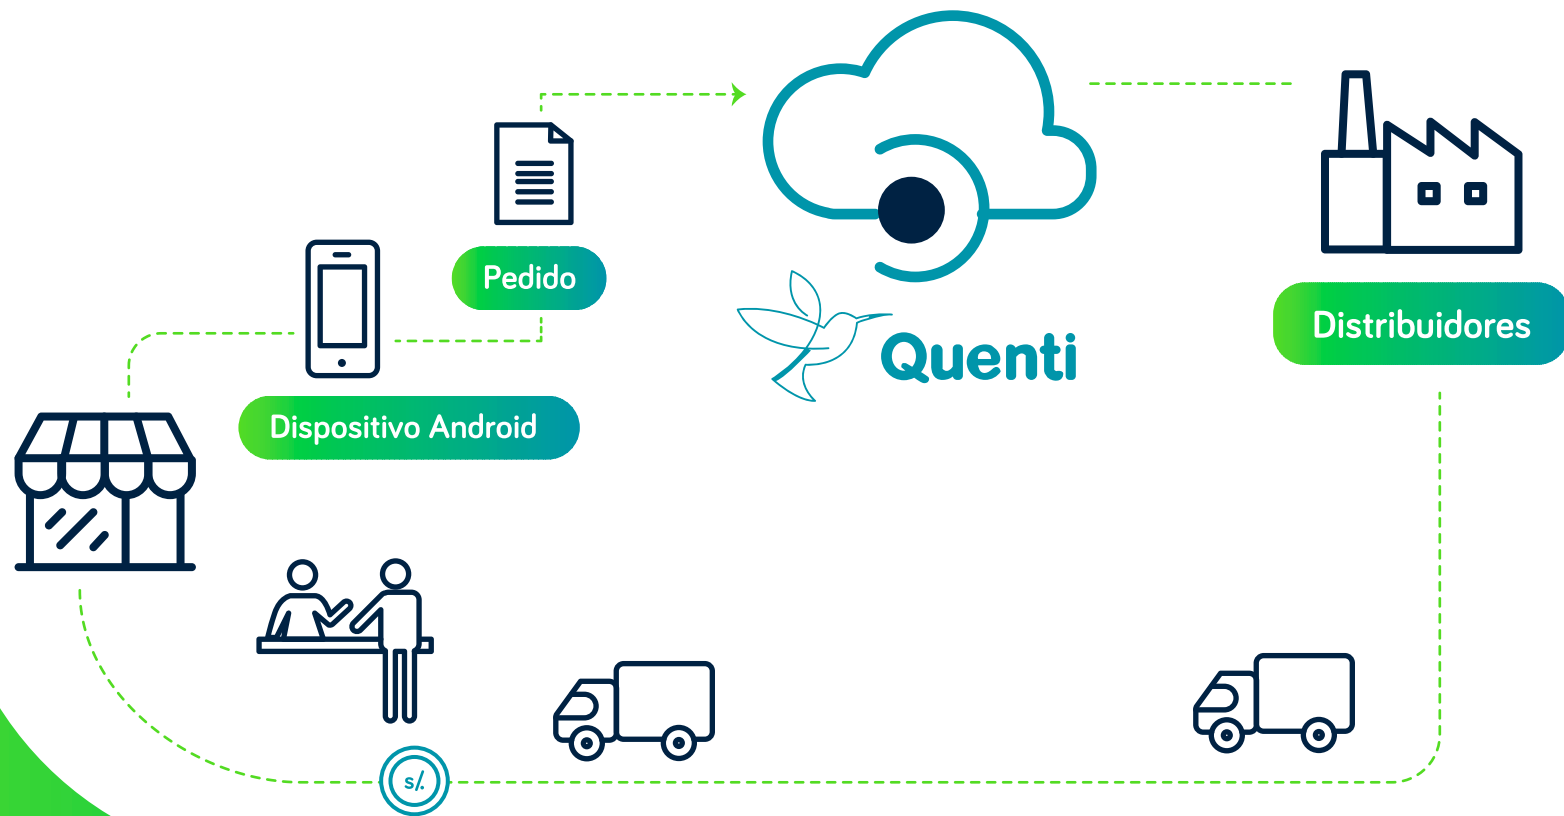 Pedido
Dispositivo Android
Quenti
Distribuidores
s/.